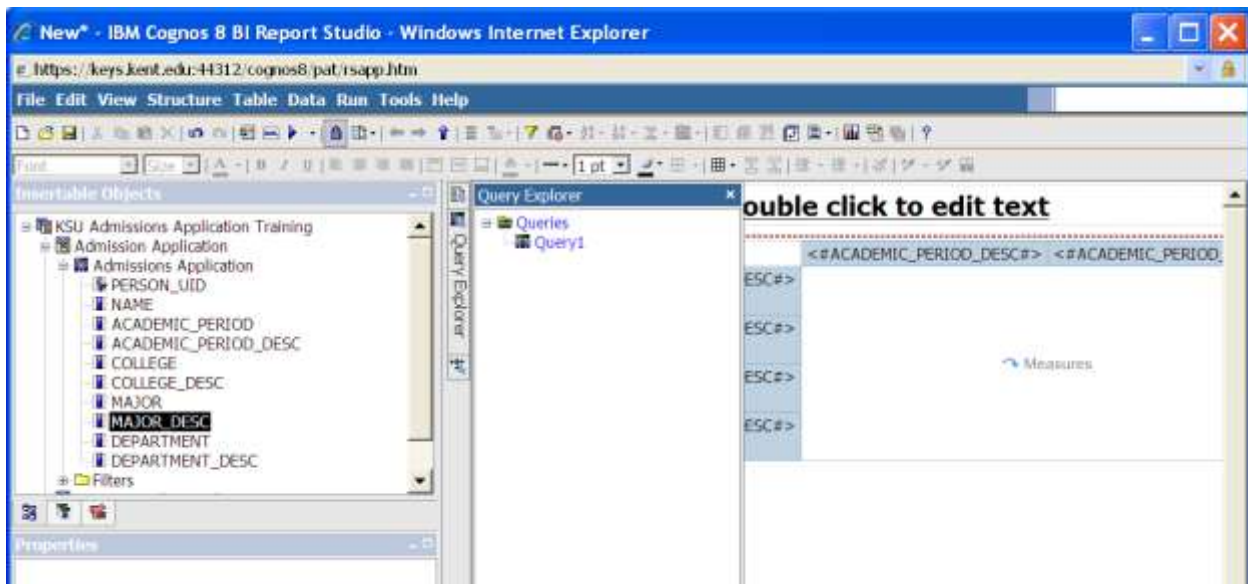 New* - IBM Cognos 8 BI Report Studio - Windows Internet Explorer
https://keys.kent.edu:44312/cognos8/pat/rsapp.htm
File Edit View Structure Table Data Run Tools Help
Font Size A B I U 1 pt
Insertable Objects
KSU Admissions Application Training
Admission Application
Admissions Application
PERSON_UID
NAME
ACADEMIC_PERIOD
ACADEMIC_PERIOD_DESC
COLLEGE
COLLEGE_DESC
MAJOR
MAJOR_DESC
DEPARTMENT
DEPARTMENT_DESC
Filters
Properties
Query Explorer
Query Explorer
Queries
Query1
ouble click to edit text
<#ACADEMIC_PERIOD_DESC#> <#ACADEMIC_PERIOD_
ESC#>
ESC#>
Measures
ESC#>
ESC#>